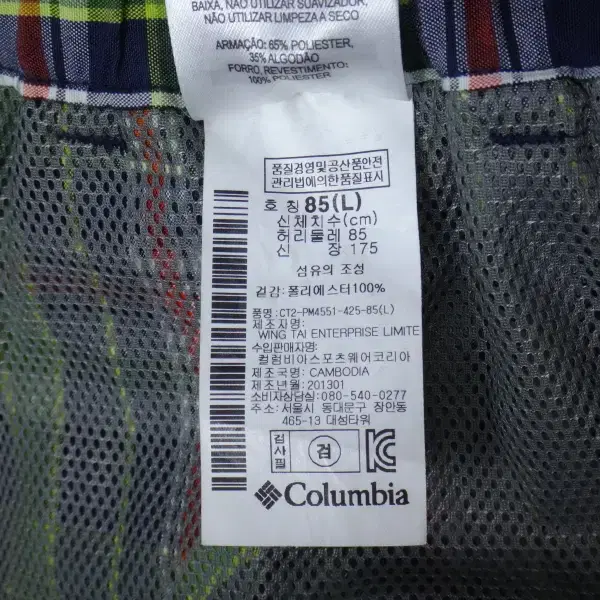 BAIXA, NÃO UTILIZAR SUAVIZADOR,
NÃO UTILIZAR LIMPEZA A SECO
ARMAÇÃO: 65% POLIESTER,
35% ALGODÃO
FORRO, REVESTIMENTO:
100% POLIESTER
품질경영및공산품안전
관리법에의한품질표시
호 칭 85(L)
신체치수(cm)
허리둘레 85
신 장 175
섬유의 조성
겉감: 폴리에스터100%
품명: CT2-PM4551-425-85(L)
제조자명:
WING TAI ENTERPRISE LIMITE
수입판매자명:
컬럼비아스포츠웨어코리아
제조국명: CAMBODIA
제조년월: 201301
소비자상담실: 080-540-0277
주소: 서울시 동대문구 장안동
465-13 대성타워
검사필 검 KC
Columbia